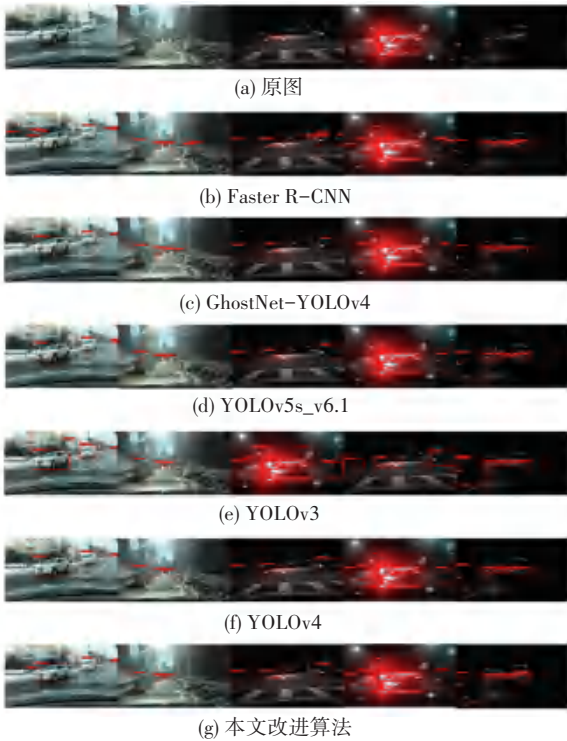 (a) 原图
(b) Faster R-CNN
(c) GhostNet-YOLOv4
(d) YOLOv5s_v6.1
(e) YOLOv3
(f) YOLOv4
(g) 本文改进算法